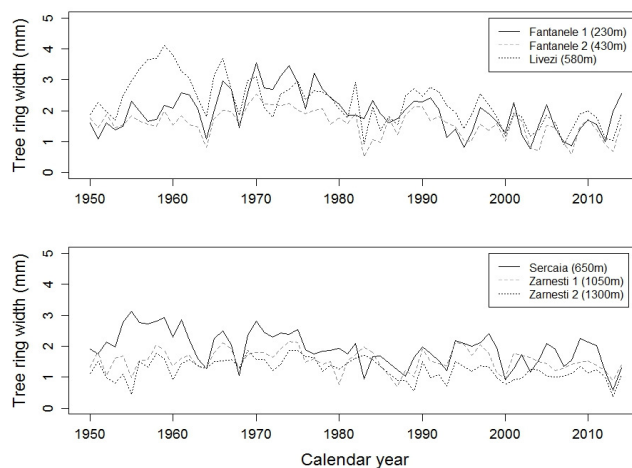 Tree ring width (mm)
5
4
3
2
1
0
Fantanele 1 (230m)
Fantanele 2 (430m)
Livezi (580m)
1950 1960 1970 1980 1990 2000 2010
Tree ring width (mm)
5
4
3
2
1
0
Sercaia (650m)
Zarnesti 1 (1050m)
Zarnesti 2 (1300m)
1950 1960 1970 1980 1990 2000 2010
Calendar year